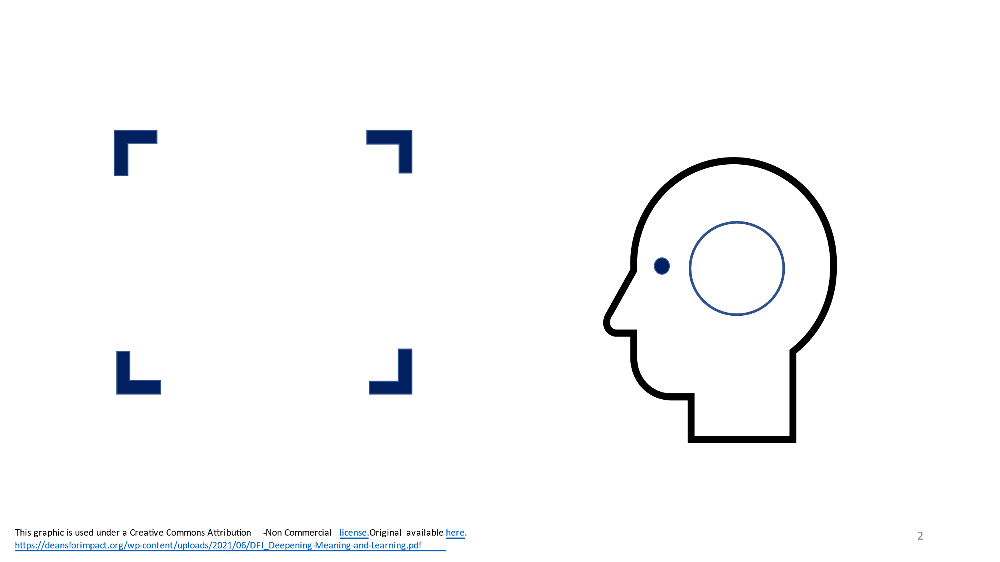 This graphic is used under a Creative Commons Attribution -Non Commercial license.Original available here.
https://deansforimpact.org/wp-content/uploads/2021/06/DFI_Deepening-Meaning-and-Learning.pdf
2